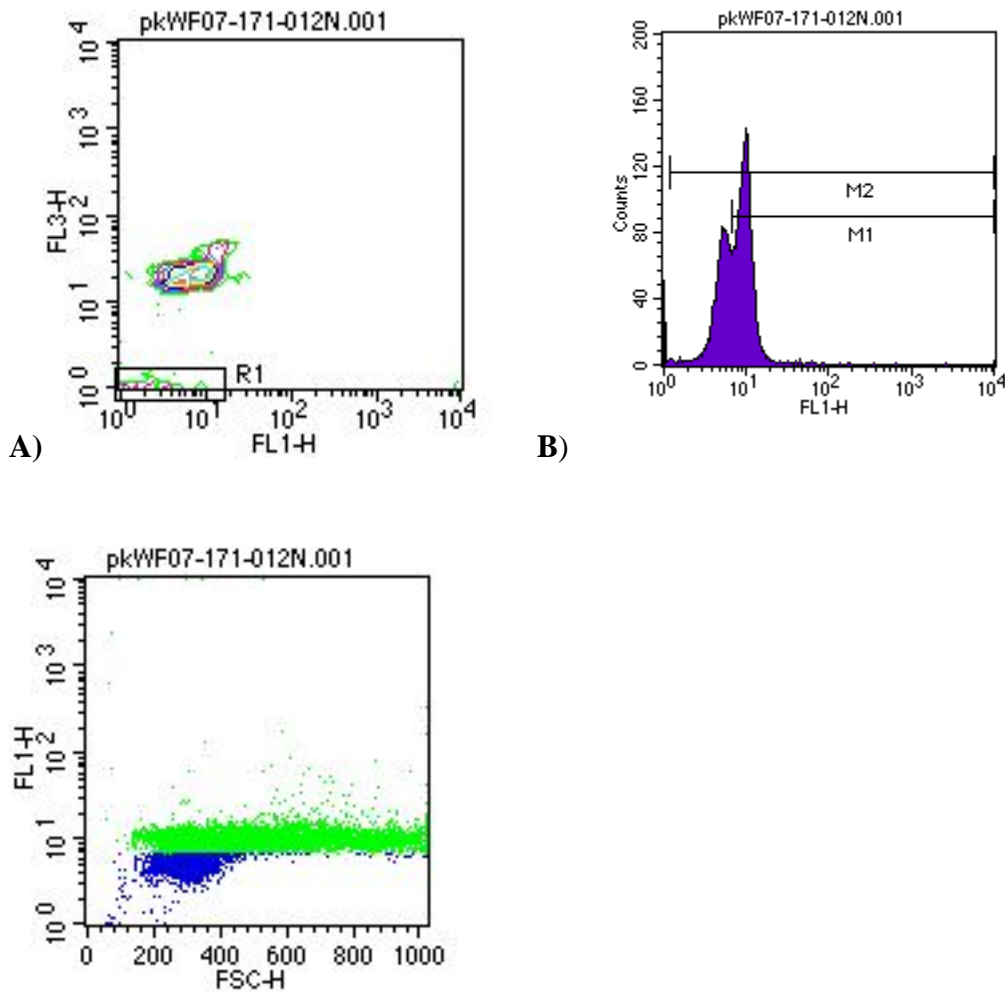 pkWF07-171-012N.001
10^4
10^3
10^2
10^1
10^0
FL3-H
R1
10^0 10^1 10^2 10^3 10^4
FL1-H
A)
pkWF07-171-012N.001
200
160
120
80
40
0
Counts
M2
M1
10^0 10^1 10^2 10^3 10^4
FL1-H
B)
pkWF07-171-012N.001
10^4
10^3
10^2
10^1
10^0
FL1-H
0 200 400 600 800 1000
FSC-H